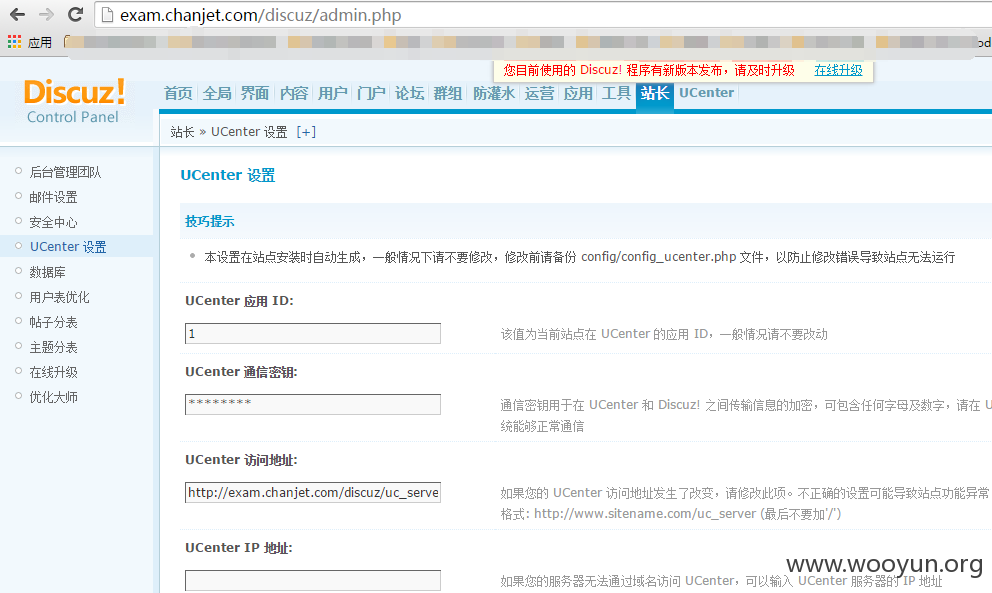 exam.chanjet.com/discuz/admin.php
应用
od
您目前使用的 Discuz! 程序有新版本发布，请及时升级 在线升级
Discuz!
Control Panel
首页 全局 界面 内容 用户 门户 论坛 群组 防灌水 运营 应用 工具 站长 UCenter
站长 » UCenter 设置 [+]
后台管理团队
邮件设置
安全中心
UCenter 设置
数据库
用户表优化
帖子分表
主题分表
在线升级
优化大师
UCenter 设置
技巧提示
本设置在站点安装时自动生成，一般情况下请不要修改，修改前请备份 config/config_ucenter.php 文件，以防止修改错误导致站点无法运行
UCenter 应用 ID:
1
该值为当前站点在 UCenter 的应用 ID，一般情况请不要改动
UCenter 通信密钥:
********
通信密钥用于在 UCenter 和 Discuz! 之间传输信息的加密，可包含任何字母及数字，请在 U
统能够正常通信
UCenter 访问地址:
http://exam.chanjet.com/discuz/uc_serve
如果您的 UCenter 访问地址发生了改变，请修改此项。不正确的设置可能导致站点功能异常
格式: http://www.sitename.com/uc_server (最后不要加'/')
UCenter IP 地址:
如果您的服务器无法通过域名访问 UCenter，可以输入 UCenter 服务器的 IP 地址
www.wooyun.org